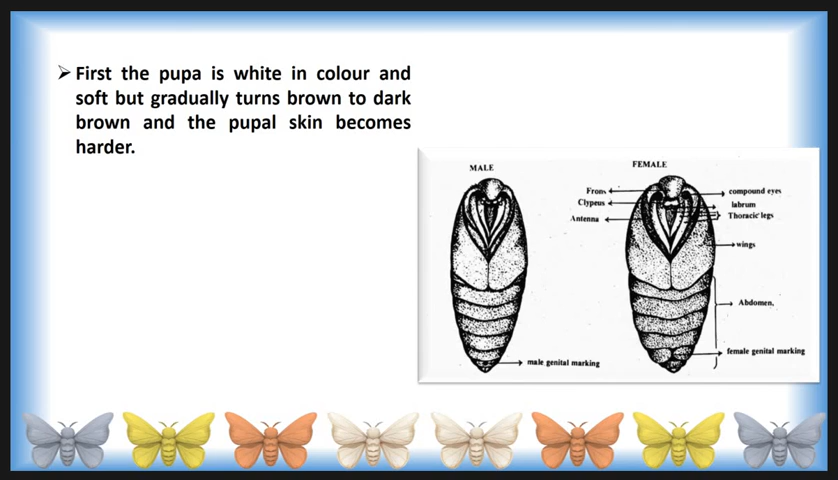 ➢ First the pupa is white in colour and
soft but gradually turns brown to dark
brown and the pupal skin becomes
harder.
MALE
FEMALE
Frons
Clypeus
Antenna
compound eyes
labrum
Thoracic legs
wings
Abdomen.
female genital marking
male genital marking